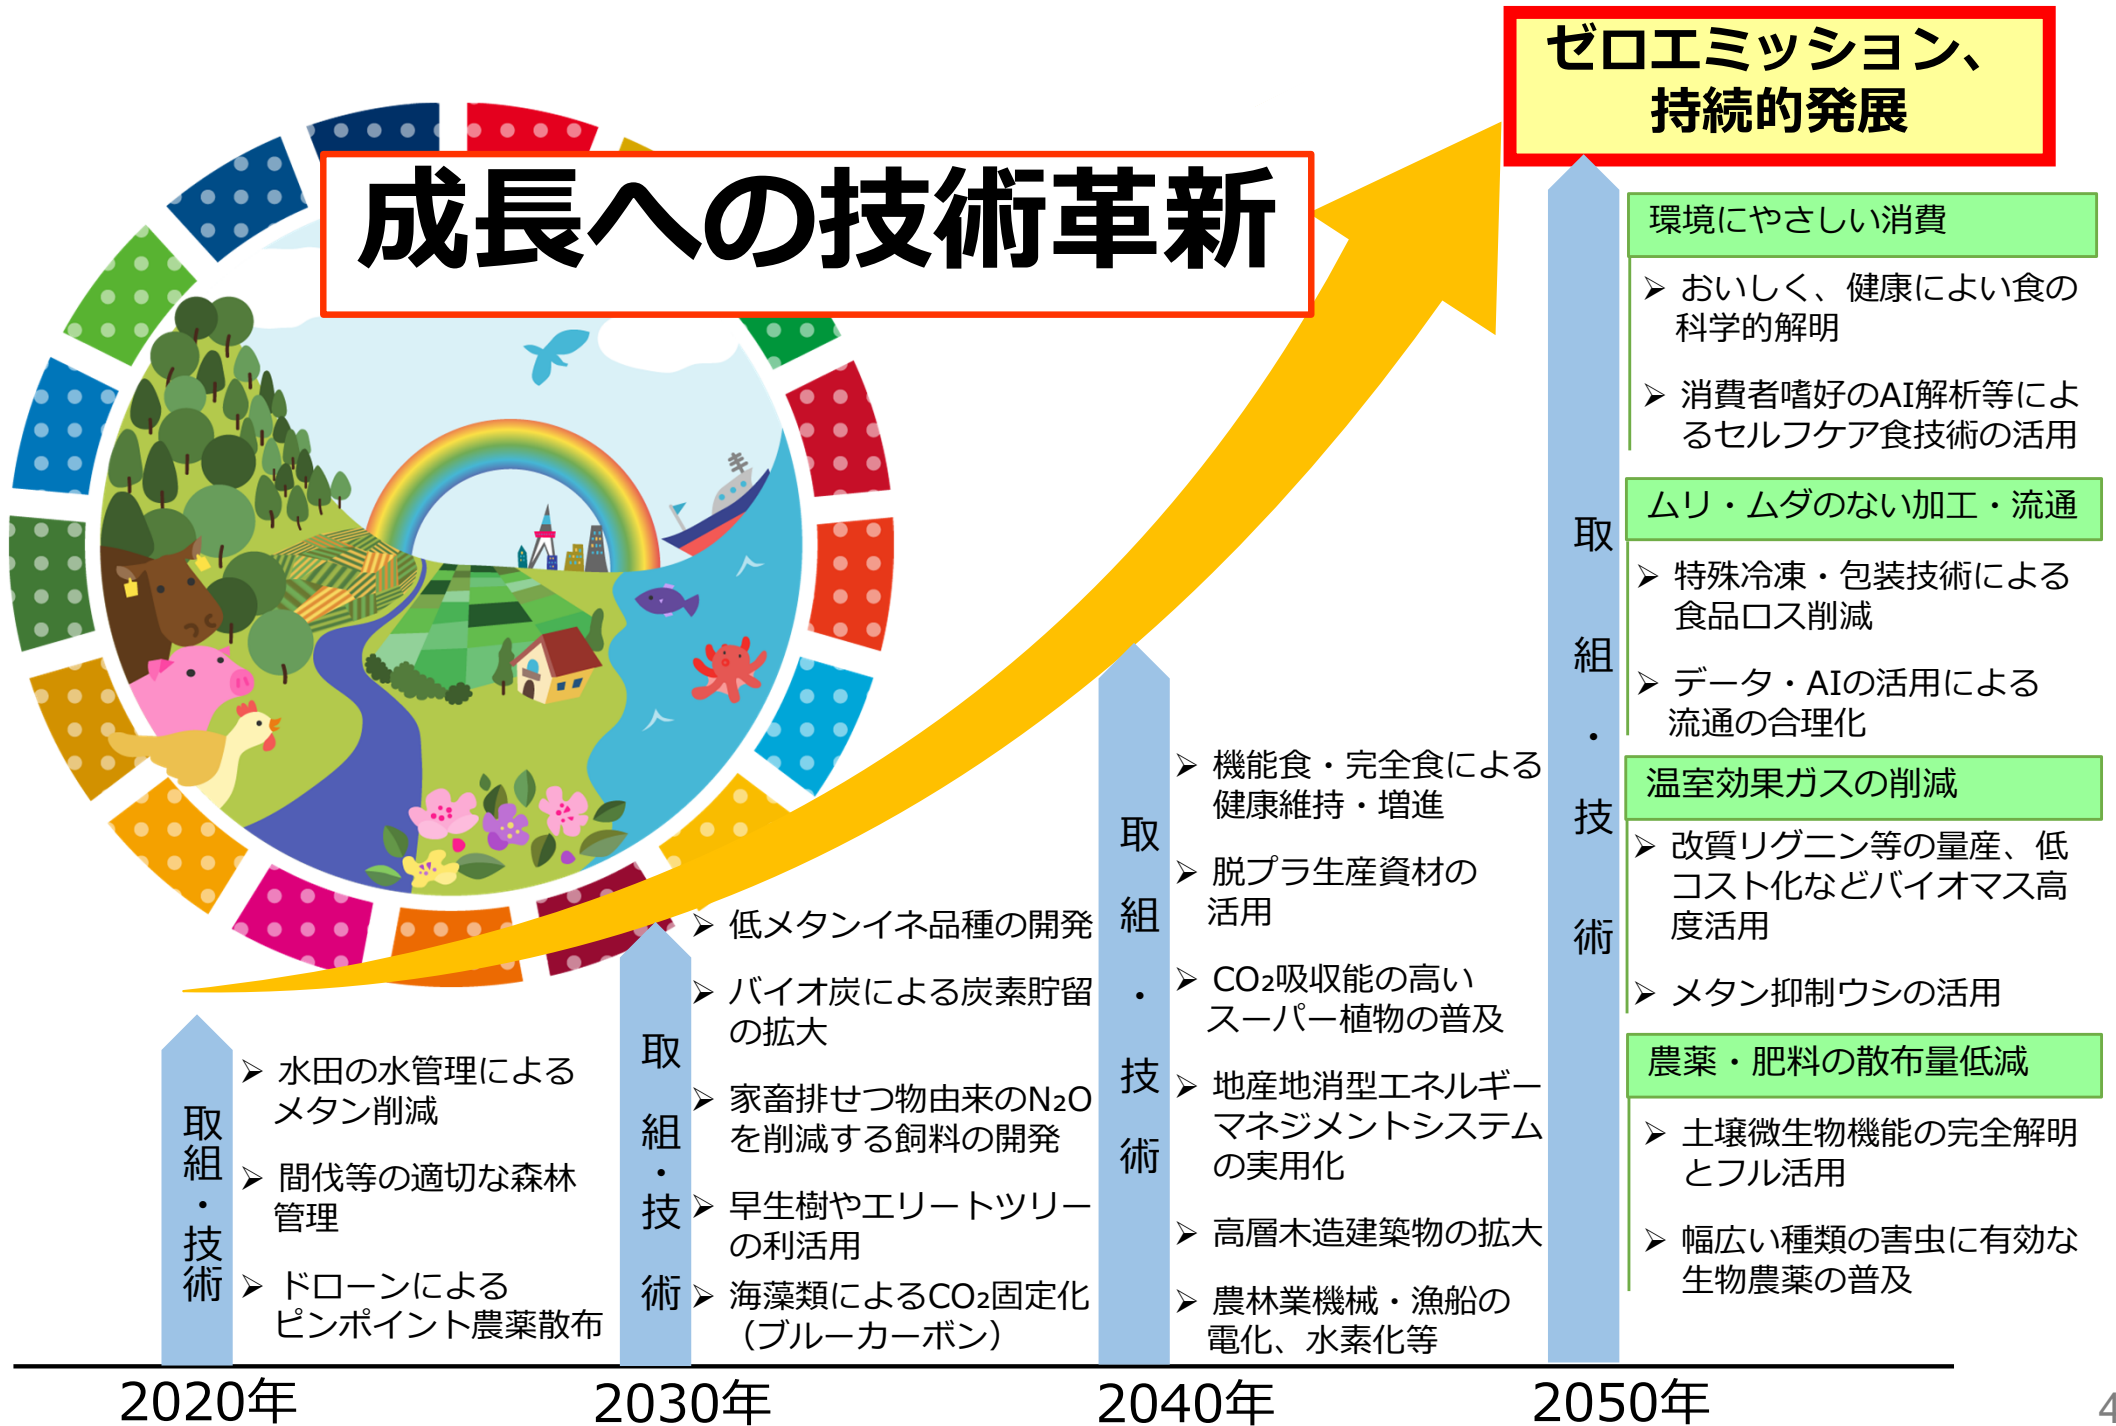 ゼロエミッション、
持続的発展
成長への技術革新
取組・技術
➢ 水田の水管理による
メタン削減
➢ 間伐等の適切な森林
管理
➢ ドローンによる
ピンポイント農薬散布
2020年
取組・技術
➢ 低メタンイネ品種の開発
➢ バイオ炭による炭素貯留
の拡大
➢ 家畜排せつ物由来のN₂O
を削減する飼料の開発
➢ 早生樹やエリートツリー
の利活用
➢ 海藻類によるCO₂固定化
（ブルーカーボン）
2030年
取組・技術
➢ 機能食・完全食による
健康維持・増進
➢ 脱プラ生産資材の
活用
➢ CO₂吸収能の高い
スーパー植物の普及
➢ 地産地消型エネルギー
マネジメントシステム
の実用化
➢ 高層木造建築物の拡大
➢ 農林業機械・漁船の
電化、水素化等
2040年
取組・技術
環境にやさしい消費
➢ おいしく、健康によい食の
科学的解明
➢ 消費者嗜好のAI解析等によ
るセルフケア食技術の活用
ムリ・ムダのない加工・流通
➢ 特殊冷凍・包装技術による
食品ロス削減
➢ データ・AIの活用による
流通の合理化
温室効果ガスの削減
➢ 改質リグニン等の量産、低
コスト化などバイオマス高
度活用
➢ メタン抑制ウシの活用
農薬・肥料の散布量低減
➢ 土壌微生物機能の完全解明
とフル活用
➢ 幅広い種類の害虫に有効な
生物農薬の普及
2050年
4